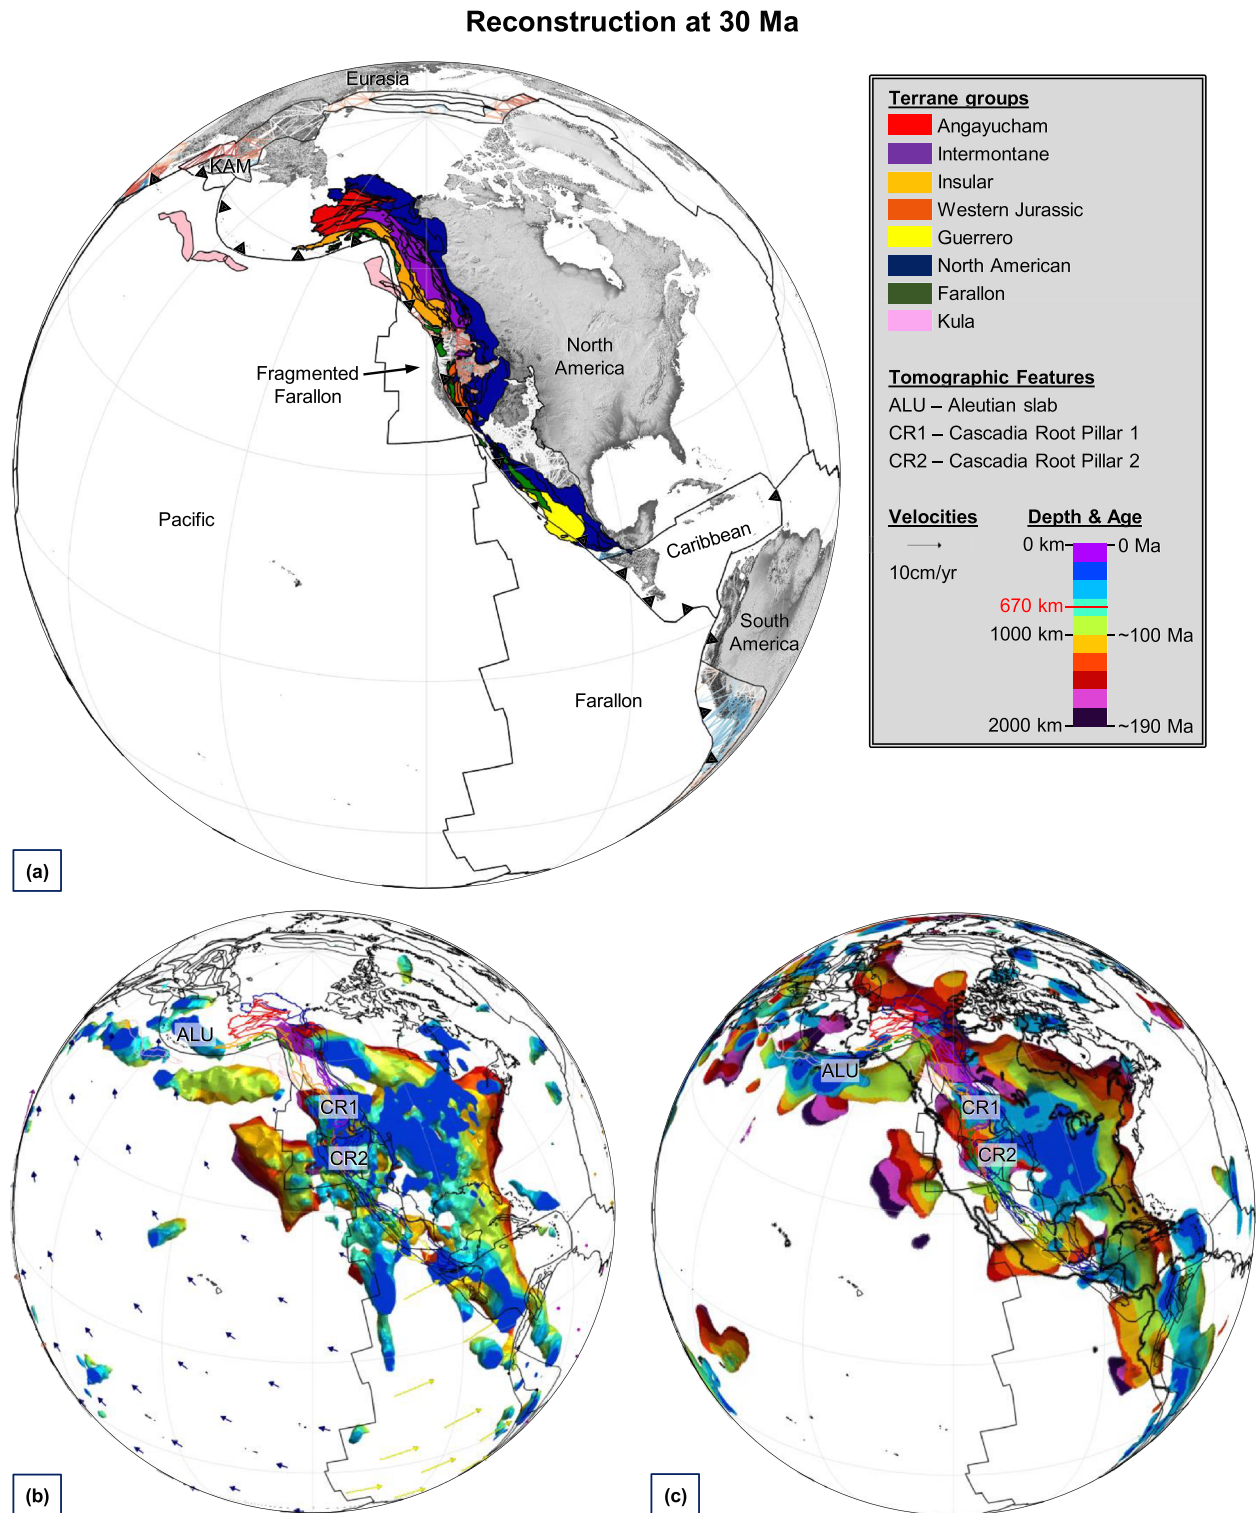 Reconstruction at 30 Ma
Eurasia
KAM
North
America
Fragmented
Farallon
Pacific
Caribbean
South
America
Farallon
(a)
Terrane groups
Angayucham
Intermontane
Insular
Western Jurassic
Guerrero
North American
Farallon
Kula
Tomographic Features
ALU – Aleutian slab
CR1 – Cascadia Root Pillar 1
CR2 – Cascadia Root Pillar 2
Velocities
10cm/yr
Depth & Age
0 km
0 Ma
670 km
1000 km
~100 Ma
2000 km
~190 Ma
ALU
CR1
CR2
(b)
ALU
CR1
CR2
(c)